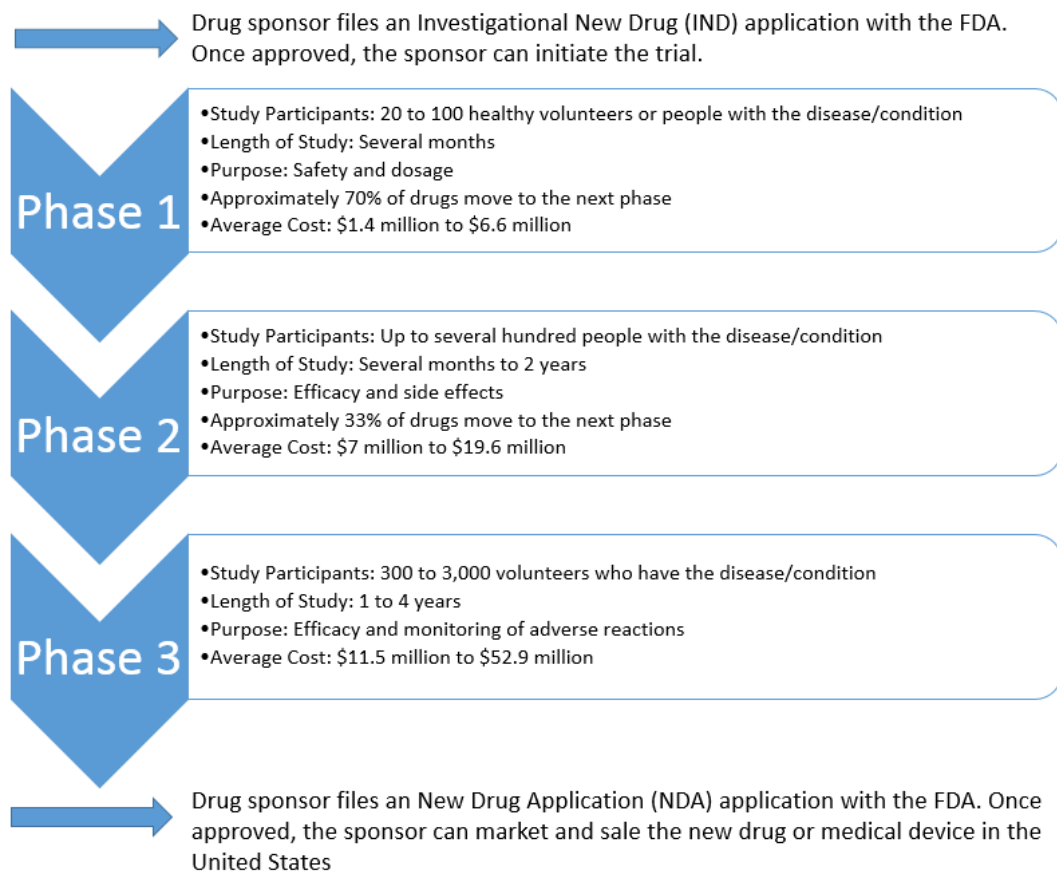 Drug sponsor files an Investigational New Drug (IND) application with the FDA.
Once approved, the sponsor can initiate the trial.
Phase 1
•Study Participants: 20 to 100 healthy volunteers or people with the disease/condition
•Length of Study: Several months
•Purpose: Safety and dosage
•Approximately 70% of drugs move to the next phase
•Average Cost: $1.4 million to $6.6 million
Phase 2
•Study Participants: Up to several hundred people with the disease/condition
•Length of Study: Several months to 2 years
•Purpose: Efficacy and side effects
•Approximately 33% of drugs move to the next phase
•Average Cost: $7 million to $19.6 million
Phase 3
•Study Participants: 300 to 3,000 volunteers who have the disease/condition
•Length of Study: 1 to 4 years
•Purpose: Efficacy and monitoring of adverse reactions
•Average Cost: $11.5 million to $52.9 million
Drug sponsor files an New Drug Application (NDA) application with the FDA. Once
approved, the sponsor can market and sale the new drug or medical device in the
United States